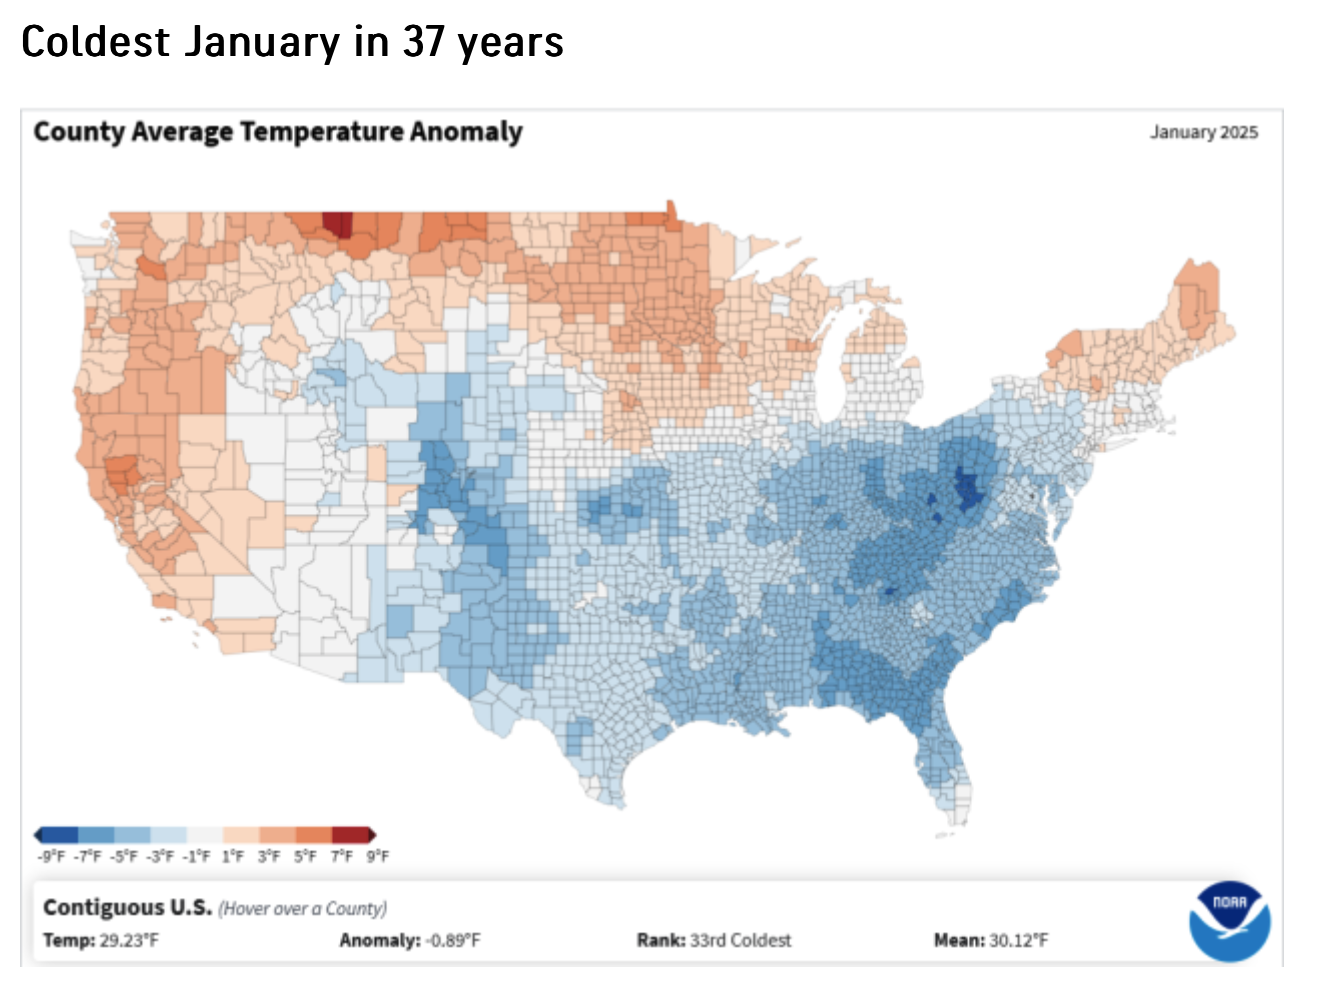 Coldest January in 37 years
County Average Temperature Anomaly
January 2025
-9°F -7°F -5°F -3°F -1°F 1°F 3°F 5°F 7°F 9°F
Contiguous U.S. (Hover over a County)
Temp: 29.23°F Anomaly: -0.89°F Rank: 33rd Coldest Mean: 30.12°F
NOAA